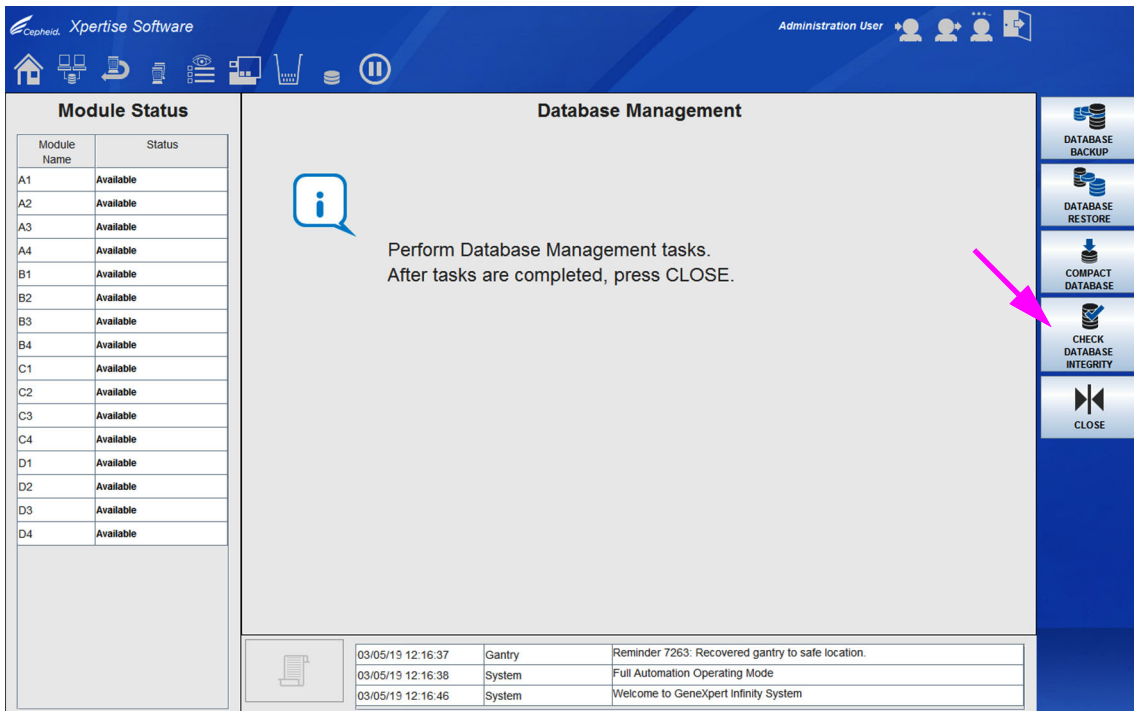 Cepheid. Xpertise Software
Administration User
Module Status
Module Name Status
A1 Available
A2 Available
A3 Available
A4 Available
B1 Available
B2 Available
B3 Available
B4 Available
C1 Available
C2 Available
C3 Available
C4 Available
D1 Available
D2 Available
D3 Available
D4 Available
Database Management
i
Perform Database Management tasks.
After tasks are completed, press CLOSE.
03/05/19 12:16:37 Gantry Reminder 7263: Recovered gantry to safe location.
03/05/19 12:16:38 System Full Automation Operating Mode
03/05/19 12:16:46 System Welcome to GeneXpert Infinity System
DATABASE
BACKUP
DATABASE
RESTORE
COMPACT
DATABASE
CHECK
DATABASE
INTEGRITY
CLOSE